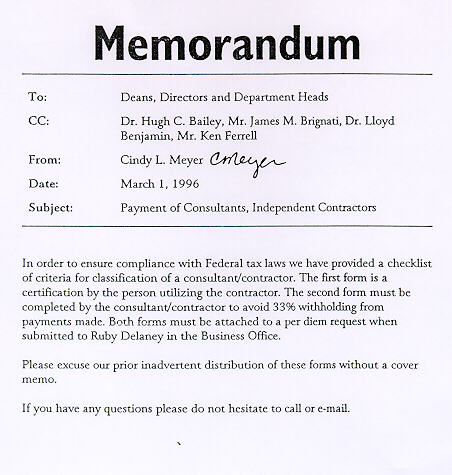 Memorandum
To: Deans, Directors and Department Heads
CC: Dr. Hugh C. Bailey, Mr. James M. Brignati, Dr. Lloyd
Benjamin, Mr. Ken Ferrell
From: Cindy L. Meyer CMeyer
Date: March 1, 1996
Subject: Payment of Consultants, Independent Contractors
In order to ensure compliance with Federal tax laws we have provided a checklist
of criteria for classification of a consultant/contractor. The first form is a
certification by the person utilizing the contractor. The second form must be
completed by the consultant/contractor to avoid 33% withholding from
payments made. Both forms must be attached to a per diem request when
submitted to Ruby Delaney in the Business Office.
Please excuse our prior inadvertent distribution of these forms without a cover
memo.
If you have any questions please do not hesitate to call or e-mail.